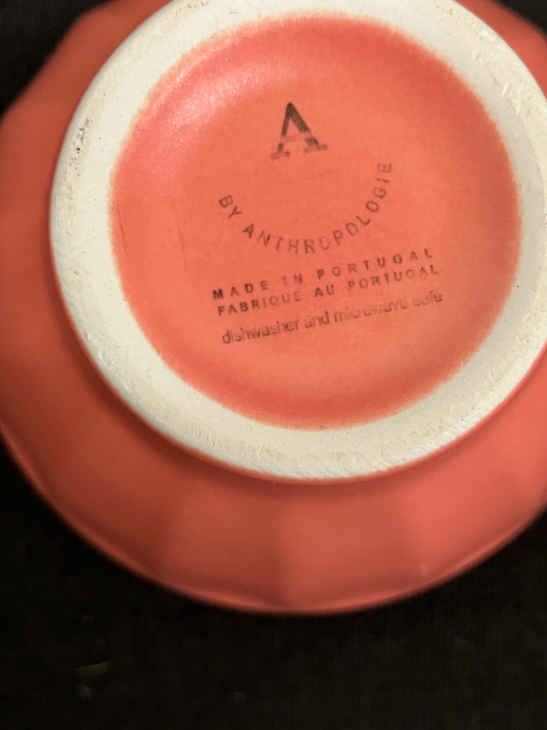 A
BY ANTHROPOLOGIE
MADE IN PORTUGAL
FABRIQUE AU PORTUGAL
dishwasher and microwave safe